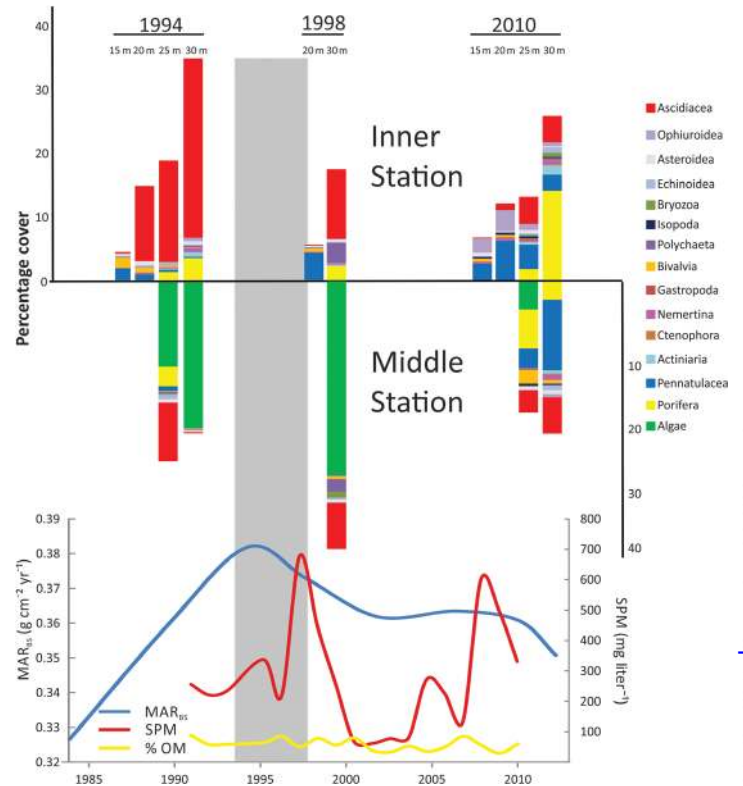 1994 1998 2010
15 m 20 m 25 m 30 m 20 m 30 m 15 m 20 m 25 m 30 m
40
30
20
10
0
Percentage cover
Inner
Station
Middle
Station
10
20
30
40
Ascidiacea
Ophiuroidea
Asteroidea
Echinoidea
Bryozoa
Isopoda
Polychaeta
Bivalvia
Gastropoda
Nemertina
Ctenophora
Actiniaria
Pennatulacea
Porifera
Algae
0.39
0.38
0.37
0.36
0.35
0.34
0.33
0.32
MAR₈ₛ (g cm⁻² yr⁻¹)
800
700
600
500
400
300
200
100
SPM (mg liter⁻¹)
MAR₈ₛ
SPM
% OM
1985 1990 1995 2000 2005 2010